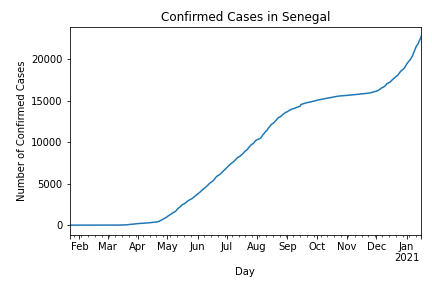 Confirmed Cases in Senegal
Number of Confirmed Cases
20000
15000
10000
5000
0
Feb Mar Apr May Jun Jul Aug Sep Oct Nov Dec Jan
2021
Day